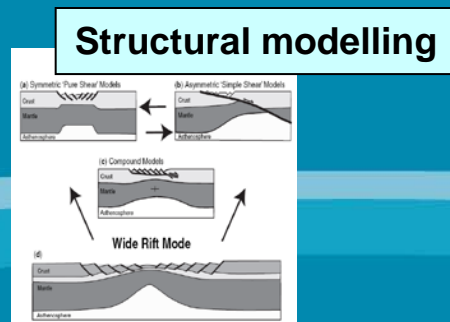 Structural modelling
(a) Symmetric 'Pure Shear' Models
(b) Asymmetric 'Simple Shear' Models
Crust
Mantle
Asthenosphere
Crust
Mantle
Asthenosphere
(c) Compound Models
Crust
Mantle
Asthenosphere
Wide Rift Mode
(d)
Crust
Mantle
Asthenosphere